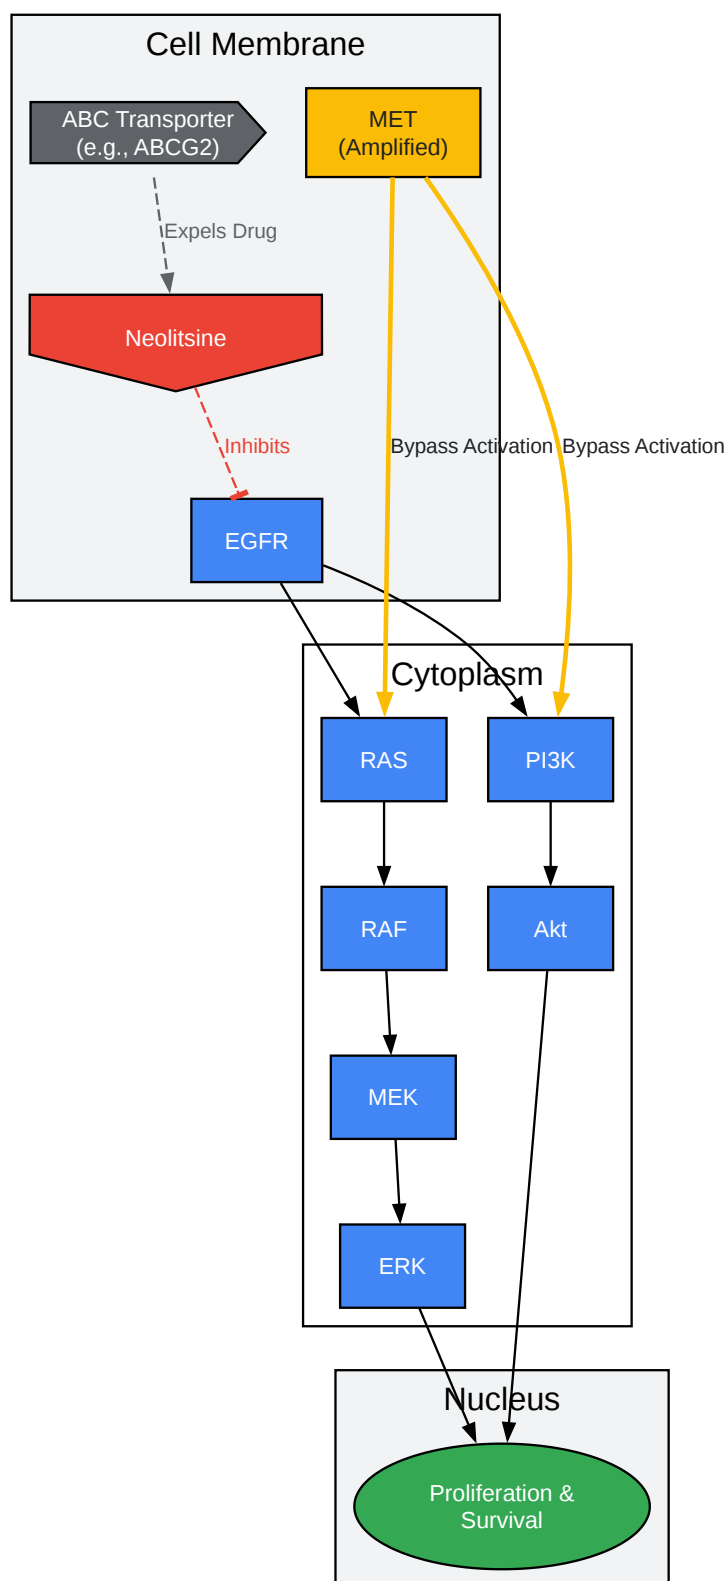 Cell Membrane
ABC Transporter
(e.g., ABCG2)
MET
(Amplified)
Expels Drug
Neolitsine
Inhibits
Bypass Activation
Bypass Activation
EGFR
Cytoplasm
RAS
PI3K
RAF
Akt
MEK
ERK
Nucleus
Proliferation &
Survival